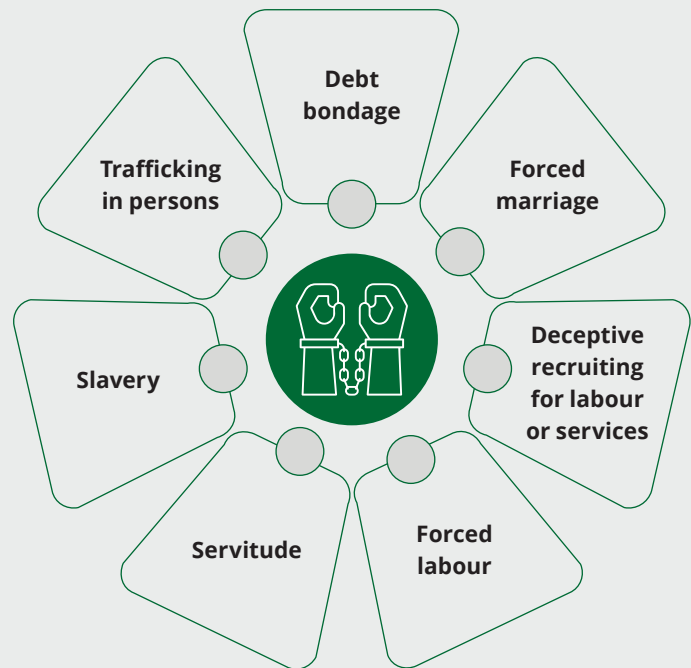 Debt
bondage
Forced
marriage
Deceptive
recruiting
for labour
or services
Forced
labour
Servitude
Slavery
Trafficking
in persons